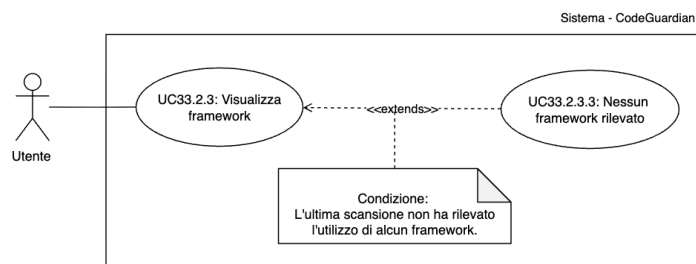 Sistema - CodeGuardian
UC33.2.3: Visualizza
framework
<<extends>>
UC33.2.3.3: Nessun
framework rilevato
Utente
Condizione:
L'ultima scansione non ha rilevato
l'utilizzo di alcun framework.